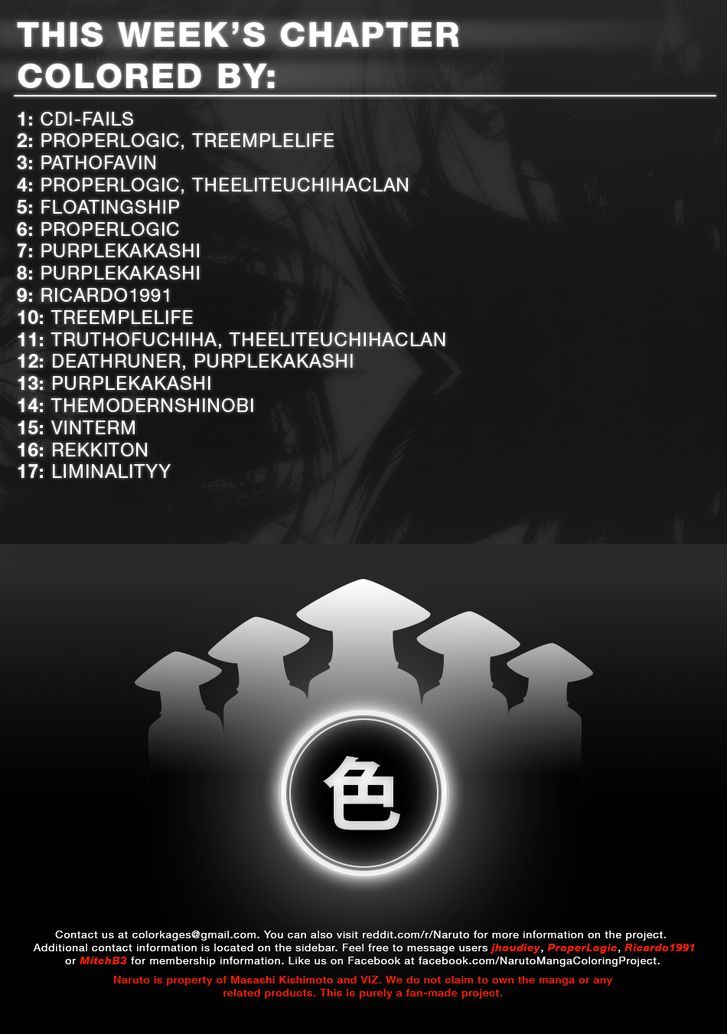 THIS WEEK'S CHAPTER
COLORED BY:
1: CDI-FAILS
2: PROPERLOGIC, TREEMPLELIFE
3: PATHOFAVIN
4: PROPERLOGIC, THEELITEUCHIHACLAN
5: FLOATINGSHIP
6: PROPERLOGIC
7: PURPLEKAKASHI
8: PURPLEKAKASHI
9: RICARDO1991
10: TREEMPLELIFE
11: TRUTHOFUCHIHA, THEELITEUCHIHACLAN
12: DEATHRUNER, PURPLEKAKASHI
13: PURPLEKAKASHI
14: THEMODERNSHINOBI
15: VINTERM
16: REKKITON
17: LIMINALITYY
色
Contact us at colorkages@gmail.com. You can also visit reddit.com/r/Naruto for more information on the project.
Additional contact information is located on the sidebar. Feel free to message users jhoudiey, ProperLogic, Ricardo1991
or MitchB3 for membership information. Like us on Facebook at facebook.com/NarutoMangaColoringProject.
Naruto is property of Masashi Kishimoto and VIZ. We do not claim to own the manga or any
related products. This is purely a fan-made project.